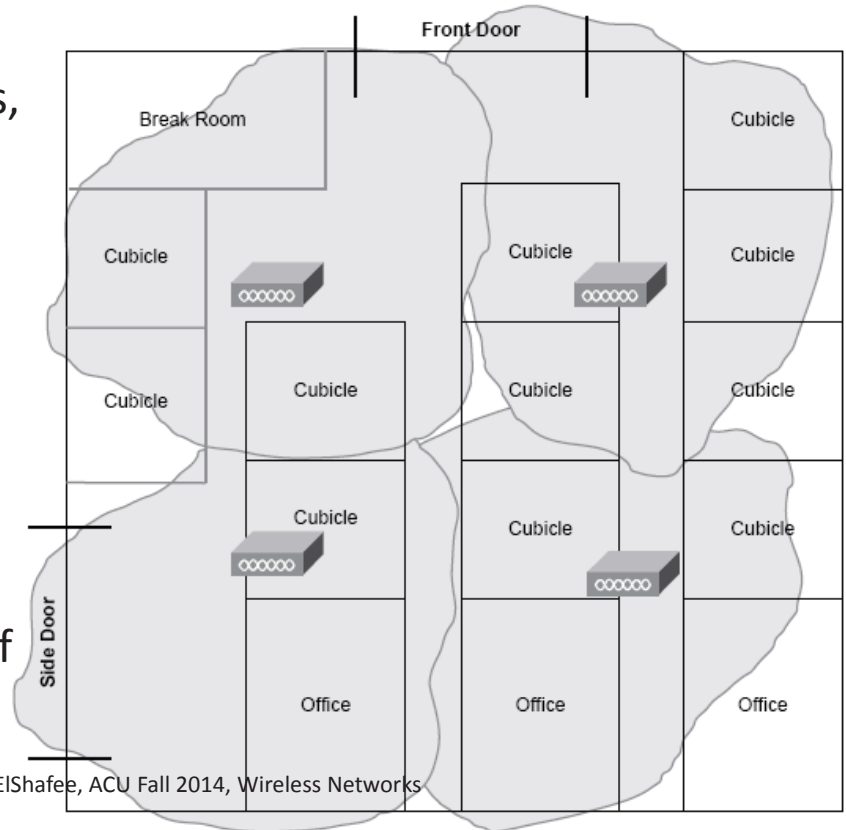 Front Door
s,
Break Room
Cubicle
Cubicle
Cubicle
Cubicle
Cubicle
Cubicle
Cubicle
Cubicle
Cubicle
Cubicle
Cubicle
Cubicle
Side Door
f
Office
Office
Office
ElShafee, ACU Fall 2014, Wireless Networks